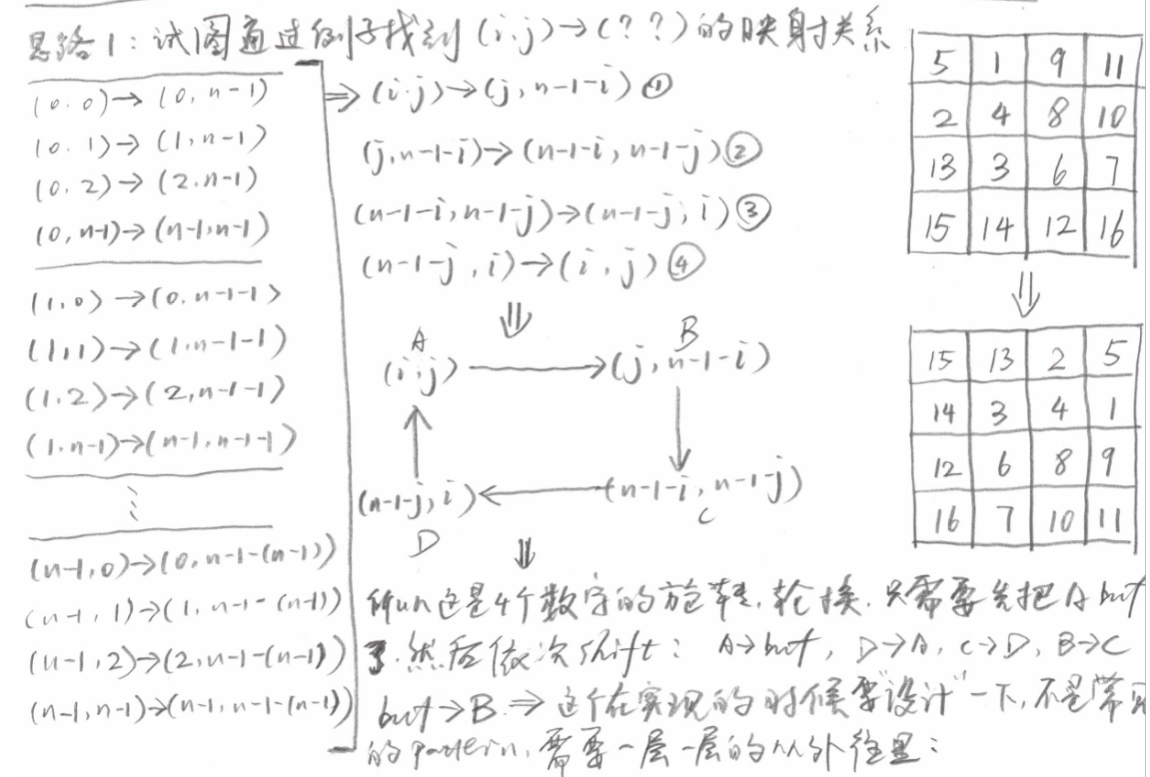 思路1：试图通过例子找到 (i,j)→(? ?) 的映射关系
(0,0)→(0,n-1)
(0,1)→(1,n-1)
(0,2)→(2,n-1)
(0,n-1)→(n-1,n-1)
(1,0)→(0,n-1-1)
(1,1)→(1,n-1-1)
(1,2)→(2,n-1-1)
(1,n-1)→(n-1,n-1-1)
⋮
(n-1,0)→(0,n-1-(n-1))
(n-1,1)→(1,n-1-(n-1))
(n-1,2)→(2,n-1-(n-1))
(n-1,n-1)→(n-1,n-1-(n-1))
⇒(i,j)→(j,n-1-i)①
(j,n-1-i)→(n-1-i,n-1-j)②
(n-1-i,n-1-j)→(n-1-j,i)③
(n-1-j,i)→(i,j)④
⇓
A B
(i,j)→(j,n-1-i)
↑ ↓
(n-1-j,i)←(n-1-i,n-1-j)
D C
⇓
这是4个数字的旋转,轮换,只需要先把A buf
了.然后依次shift: A→buf, D→A, C→D, B→C
buf→B ⇒ 这个在实现的时候要"设计"一下,不是常见
的pattern,需要一层一层的从外往里:
5 1 9 11
2 4 8 10
13 3 6 7
15 14 12 16
⇓
15 13 2 5
14 3 4 1
12 6 8 9
16 7 10 11